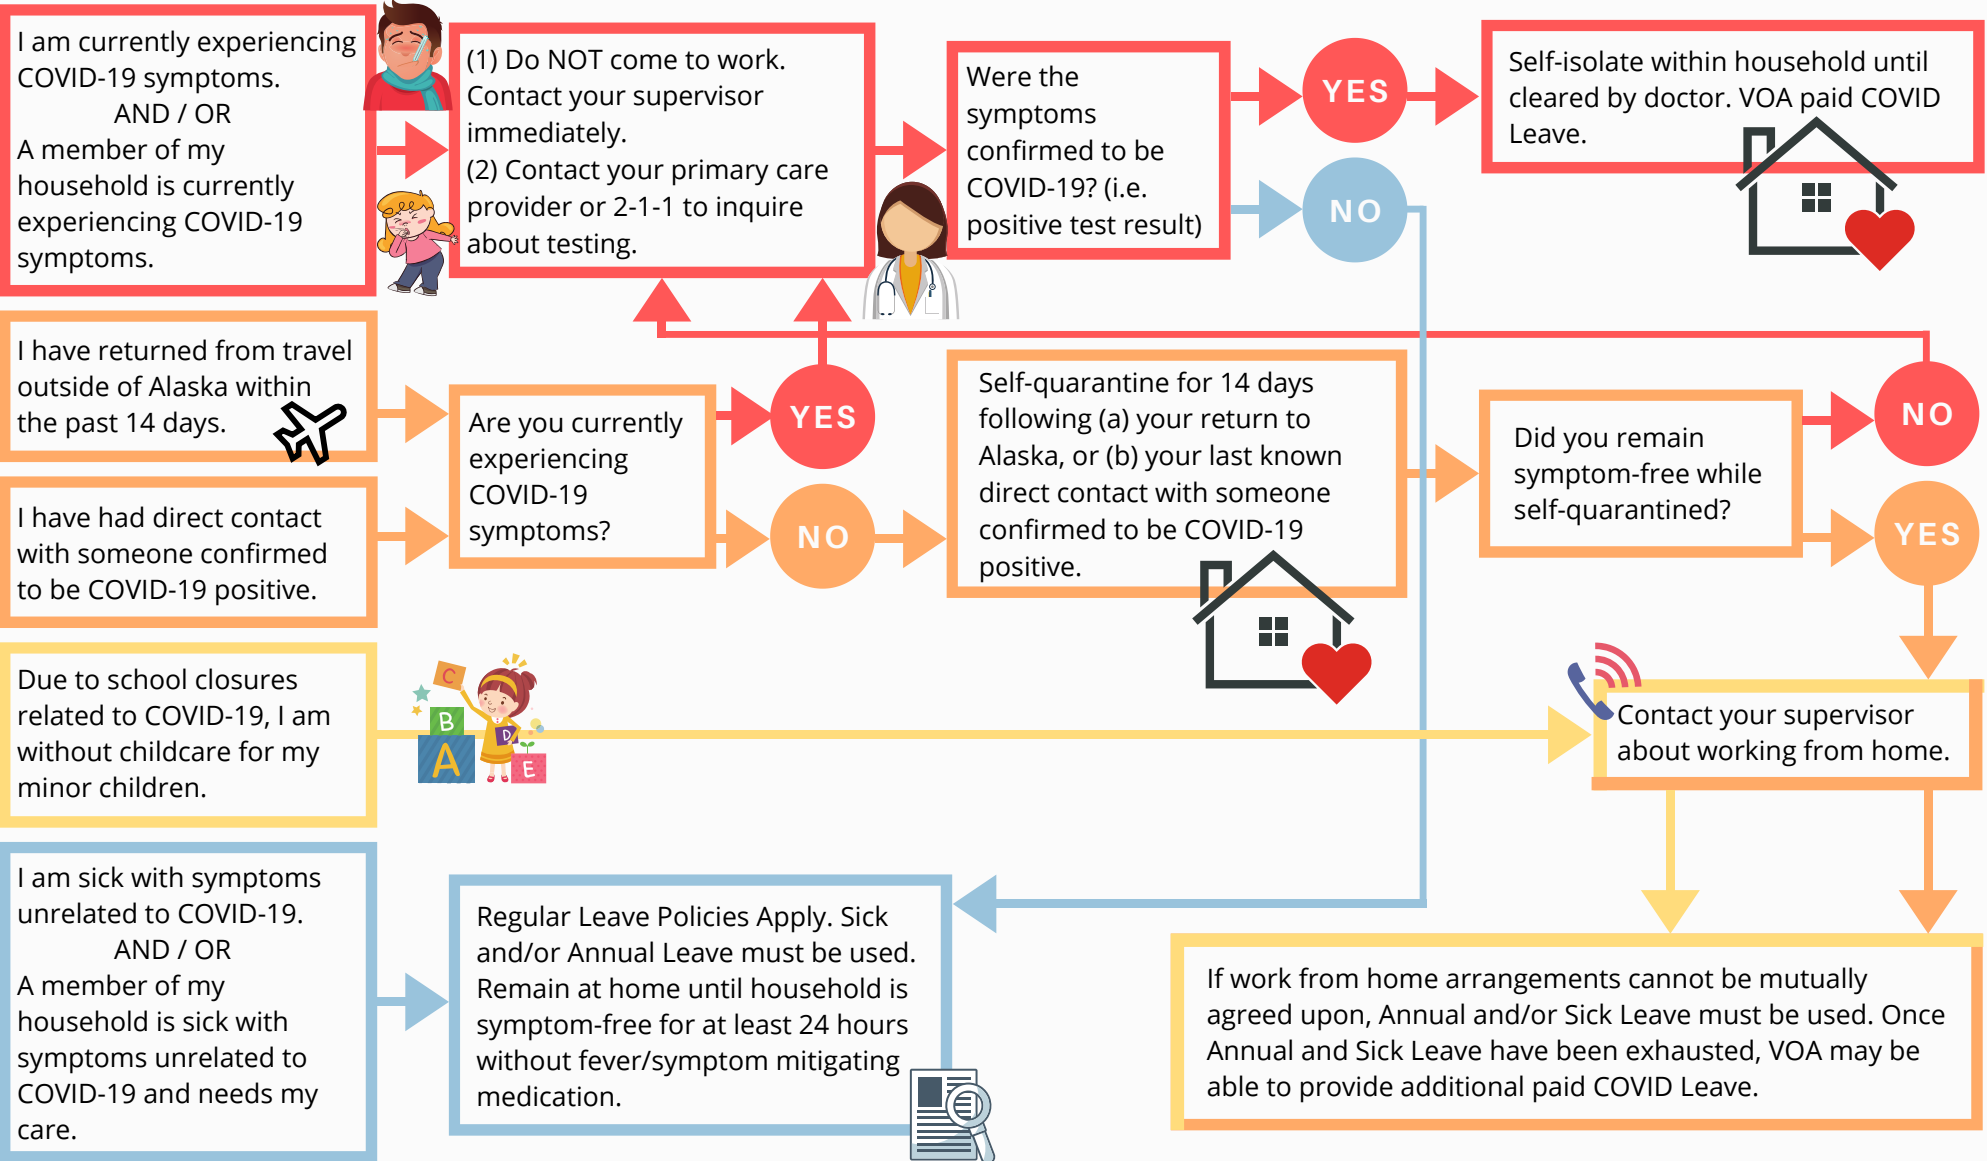 I am currently experiencing
COVID-19 symptoms.
AND / OR
A member of my
household is currently
experiencing COVID-19
symptoms.
(1) Do NOT come to work.
Contact your supervisor
immediately.
(2) Contact your primary care
provider or 2-1-1 to inquire
about testing.
Were the
symptoms
confirmed to be
COVID-19? (i.e.
positive test result)
YES
NO
Self-isolate within household until
cleared by doctor. VOA paid COVID
Leave.
I have returned from travel
outside of Alaska within
the past 14 days.
I have had direct contact
with someone confirmed
to be COVID-19 positive.
Are you currently
experiencing
COVID-19
symptoms?
YES
NO
Self-quarantine for 14 days
following (a) your return to
Alaska, or (b) your last known
direct contact with someone
confirmed to be COVID-19
positive.
Did you remain
symptom-free while
self-quarantined?
NO
YES
Due to school closures
related to COVID-19, I am
without childcare for my
minor children.
C
B
D
A
E
Contact your supervisor
about working from home.
I am sick with symptoms
unrelated to COVID-19.
AND / OR
A member of my
household is sick with
symptoms unrelated to
COVID-19 and needs my
care.
Regular Leave Policies Apply. Sick
and/or Annual Leave must be used.
Remain at home until household is
symptom-free for at least 24 hours
without fever/symptom mitigating
medication.
If work from home arrangements cannot be mutually
agreed upon, Annual and/or Sick Leave must be used. Once
Annual and Sick Leave have been exhausted, VOA may be
able to provide additional paid COVID Leave.